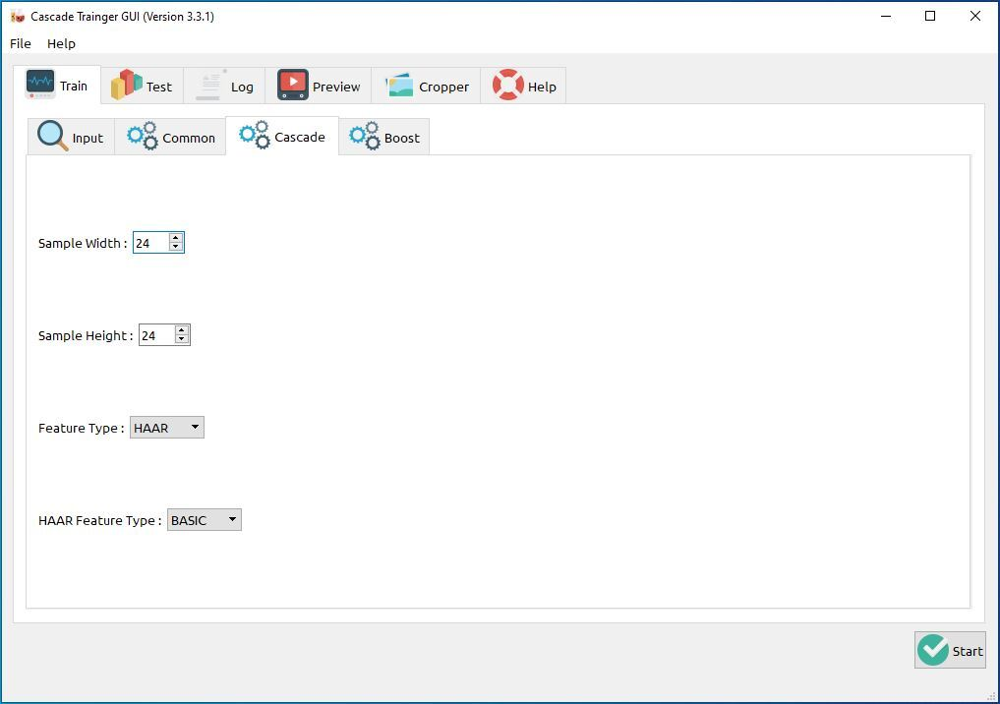 Cascade Trainger GUI (Version 3.3.1)
File Help
Train Test Log Preview Cropper Help
Input Common Cascade Boost
Sample Width : 24
Sample Height : 24
Feature Type : HAAR
HAAR Feature Type : BASIC
Start